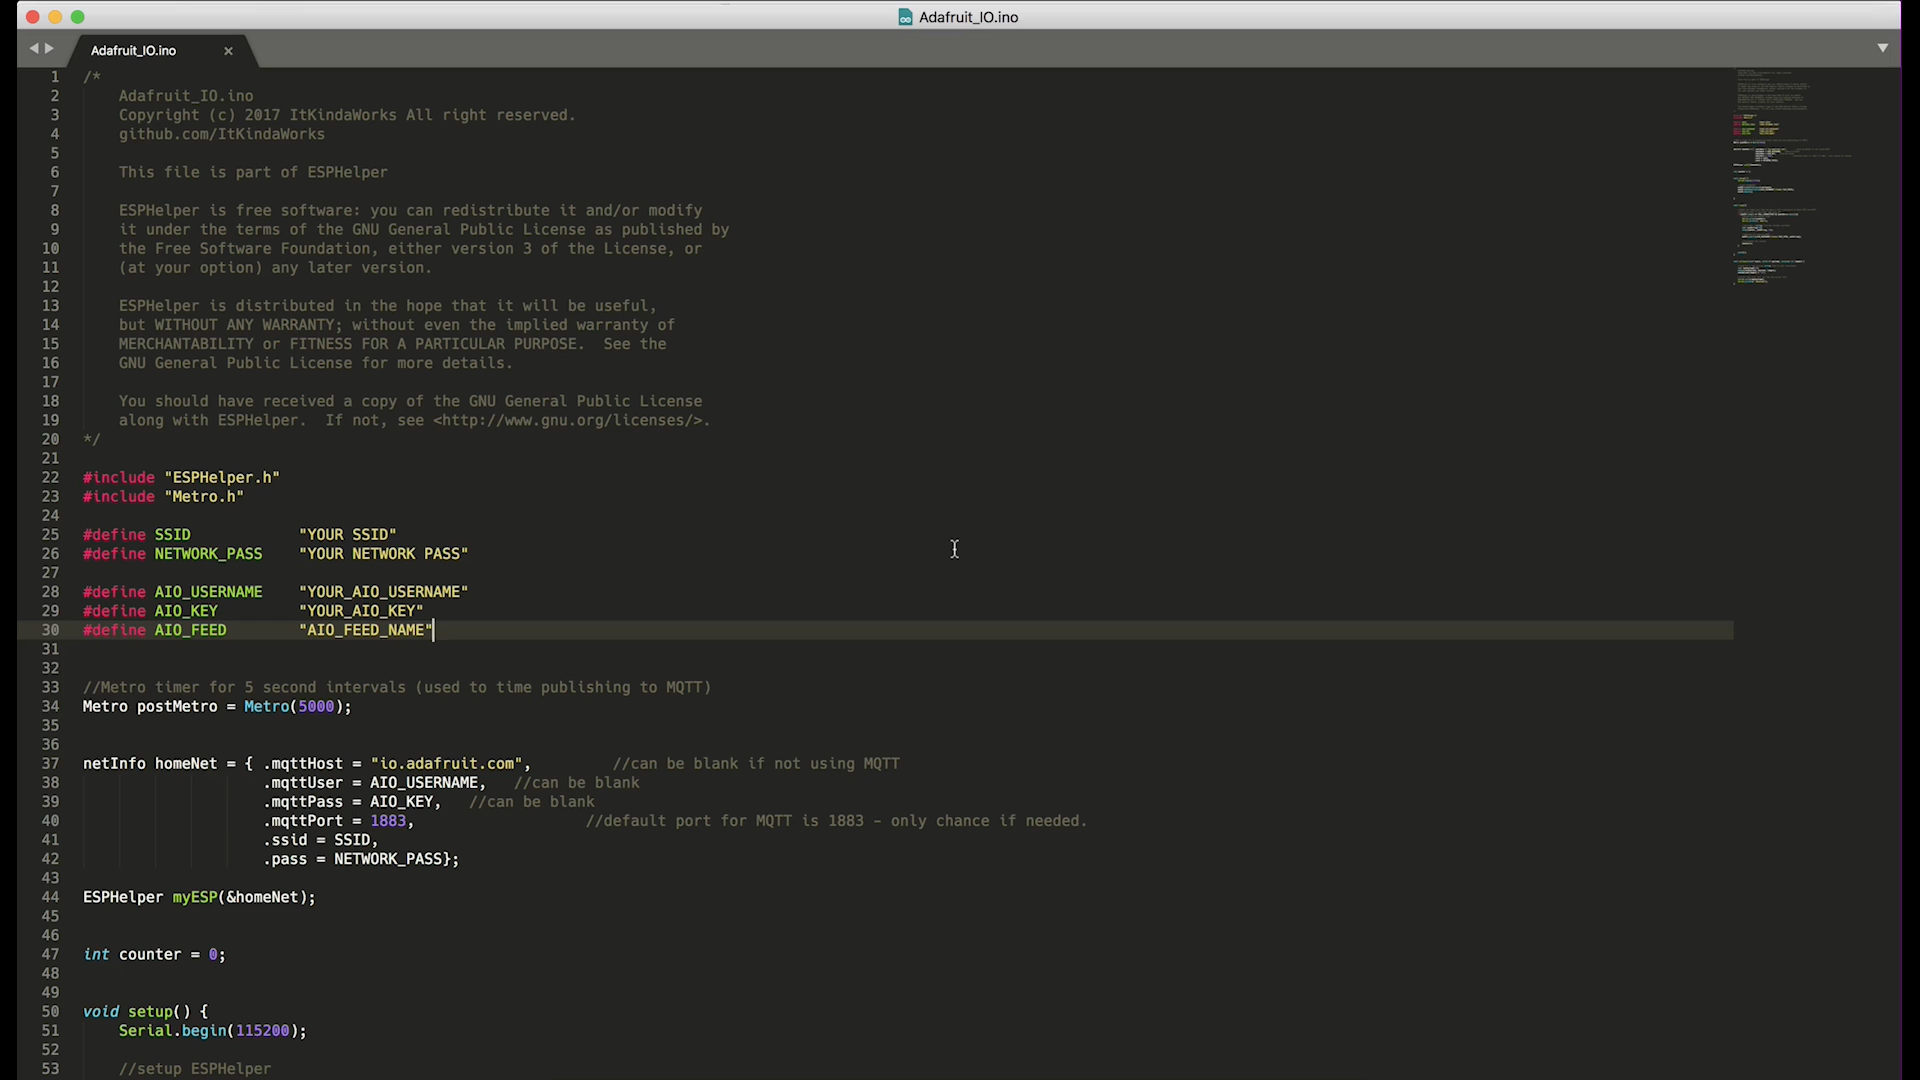 Adafruit_IO.ino
Adafruit_IO.ino ×
1 /*
2 Adafruit_IO.ino
3 Copyright (c) 2017 ItKindaWorks All right reserved.
4 github.com/ItKindaWorks
5
6 This file is part of ESPHelper
7
8 ESPHelper is free software: you can redistribute it and/or modify
9 it under the terms of the GNU General Public License as published by
10 the Free Software Foundation, either version 3 of the License, or
11 (at your option) any later version.
12
13 ESPHelper is distributed in the hope that it will be useful,
14 but WITHOUT ANY WARRANTY; without even the implied warranty of
15 MERCHANTABILITY or FITNESS FOR A PARTICULAR PURPOSE.  See the
16 GNU General Public License for more details.
17
18 You should have received a copy of the GNU General Public License
19 along with ESPHelper.  If not, see <http://www.gnu.org/licenses/>.
20 */
21
22 #include "ESPHelper.h"
23 #include "Metro.h"
24
25 #define SSID "YOUR SSID"
26 #define NETWORK_PASS "YOUR NETWORK PASS"
27
28 #define AIO_USERNAME "YOUR_AIO_USERNAME"
29 #define AIO_KEY "YOUR_AIO_KEY"
30 #define AIO_FEED "AIO_FEED_NAME"
31
32
33 //Metro timer for 5 second intervals (used to time publishing to MQTT)
34 Metro postMetro = Metro(5000);
35
36
37 netInfo homeNet = { .mqttHost = "io.adafruit.com", //can be blank if not using MQTT
38 .mqttUser = AIO_USERNAME, //can be blank
39 .mqttPass = AIO_KEY, //can be blank
40 .mqttPort = 1883, //default port for MQTT is 1883 - only chance if needed.
41 .ssid = SSID,
42 .pass = NETWORK_PASS};
43
44 ESPHelper myESP(&homeNet);
45
46
47 int counter = 0;
48
49
50 void setup() {
51 Serial.begin(115200);
52
53 //setup ESPHelper